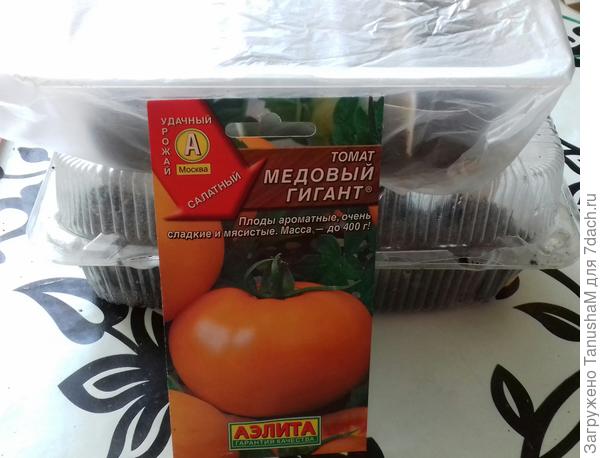 УДАЧНЫЙ
УРОЖАЙ
А
Москва
САЛАТНЫЙ
ТОМАТ
МЕДОВЫЙ
ГИГАНТ®
Плоды ароматные, очень
сладкие и мясистые. Масса – до 400 г!
АЭЛИТА
ГАРАНТИЯ КАЧЕСТВА
Загружено TanushaM для 7dach.ru